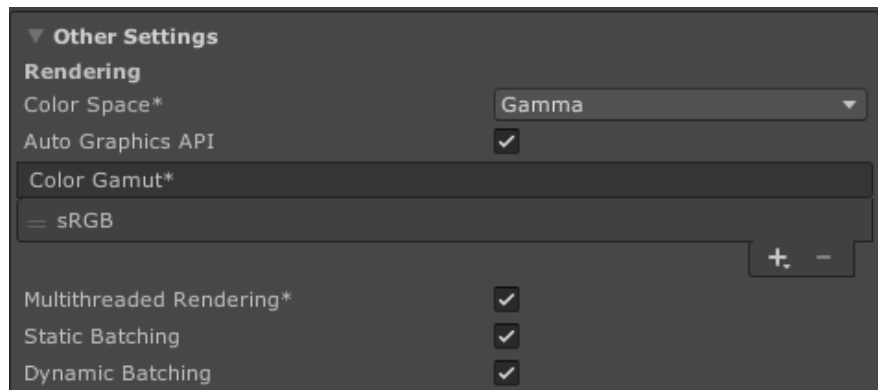 Other Settings
Rendering
Color Space* Gamma
Auto Graphics API
Color Gamut*
sRGB
Multithreaded Rendering*
Static Batching
Dynamic Batching